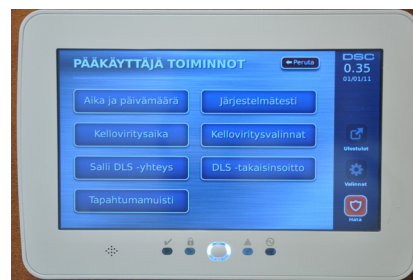 PÄÄKÄYTTÄJÄ TOIMINNOT
Peruta
DSC
0.35
01/01/11
Aika ja päivämäärä
Järjestelmätesti
Kelloviritysaika
Kelloviritysvalinnat
Salli DLS -yhteys
DLS -takaisinsoitto
Tapahtumamuisti
Ulostulot
Valinnat
Hata